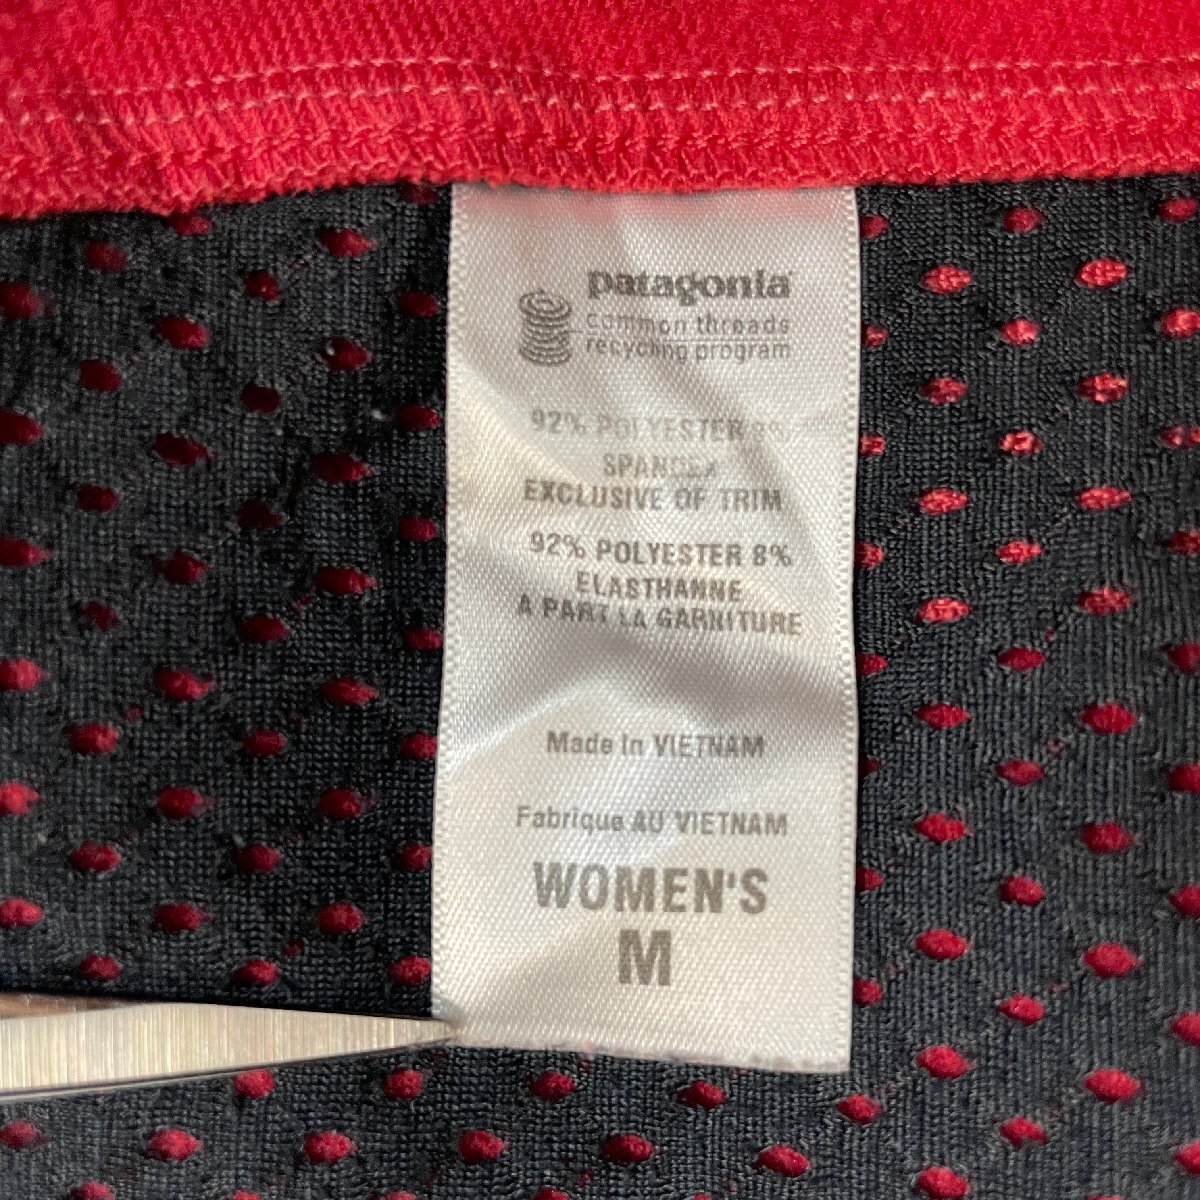 patagonia
common threads
recycling program
92% POLYESTER 8%
SPANDEX
EXCLUSIVE OF TRIM
92% POLYESTER 8%
ELASTHANNE
A PART LA GARNITURE
Made In VIETNAM
Fabrique AU VIETNAM
WOMEN'S
M